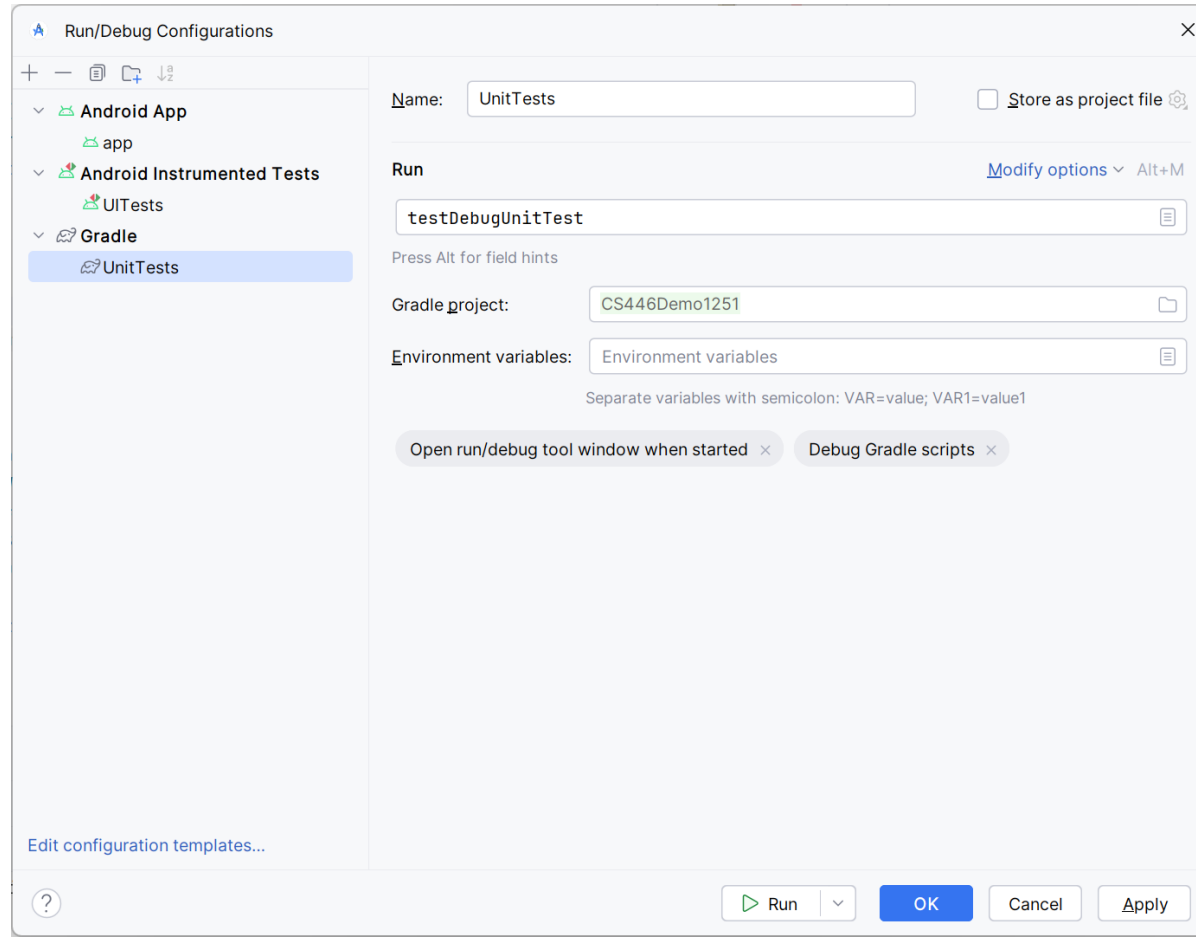 Run/Debug Configurations
Android App
app
Android Instrumented Tests
UITests
Gradle
UnitTests
Edit configuration templates...
Name: UnitTests Store as project file
Run Modify options Alt+M
testDebugUnitTest
Press Alt for field hints
Gradle project: CS446Demo1251
Environment variables: Environment variables
Separate variables with semicolon: VAR=value; VAR1=value1
Open run/debug tool window when started × Debug Gradle scripts ×
? Run OK Cancel Apply